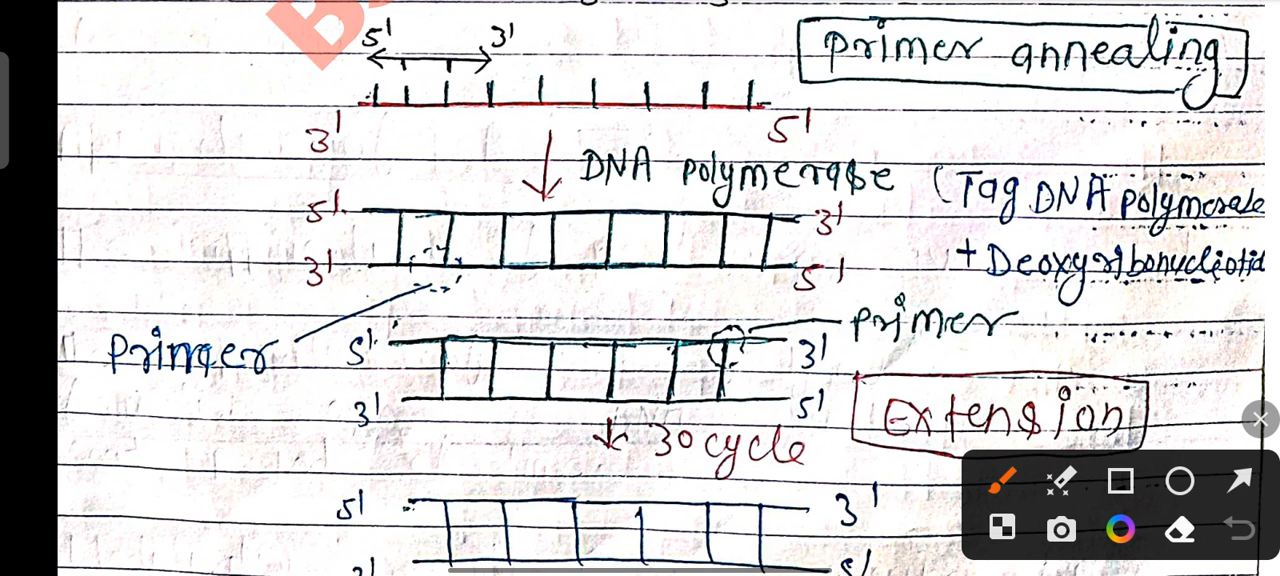 5' 3'
Primer annealing
3' 5'
DNA polymerase (Taq DNA polymerase
+ Deoxyribonucleotid
5' 3'
3' 5'
Primer
Primer
5' 3'
3' 5'
Extension
30 cycle
5' 3'